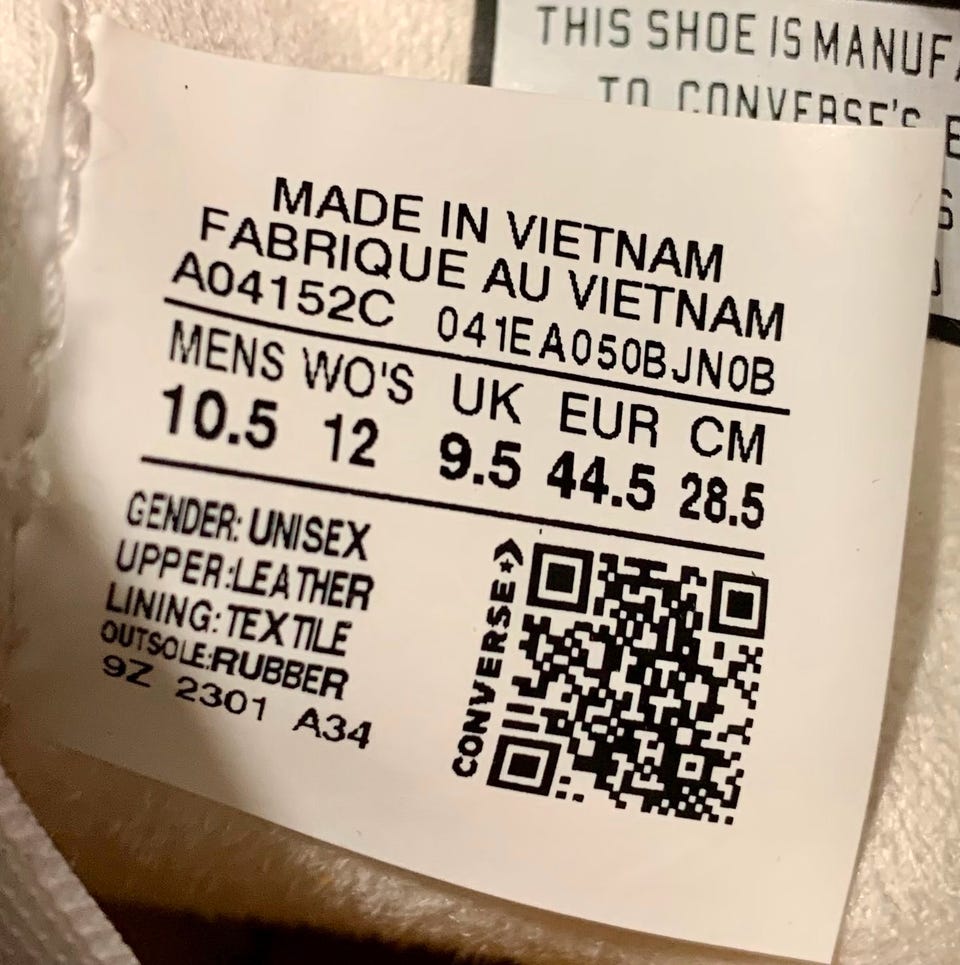 THIS SHOE IS MANUF
TO CONVERSE'S E
MADE IN VIETNAM
FABRIQUE AU VIETNAM
A04152C 041EA050BJN0B
MENS WO'S UK EUR CM
10.5 12 9.5 44.5 28.5
GENDER: UNISEX
UPPER:LEATHER
LINING:TEXTILE
OUTSOLE:RUBBER
9Z 2301 A34
CONVERSE